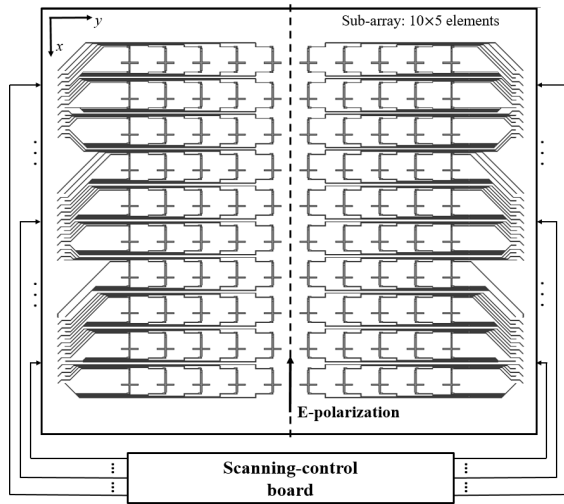 y
Sub-array: 10×5 elements
x
E-polarization
Scanning-control
board